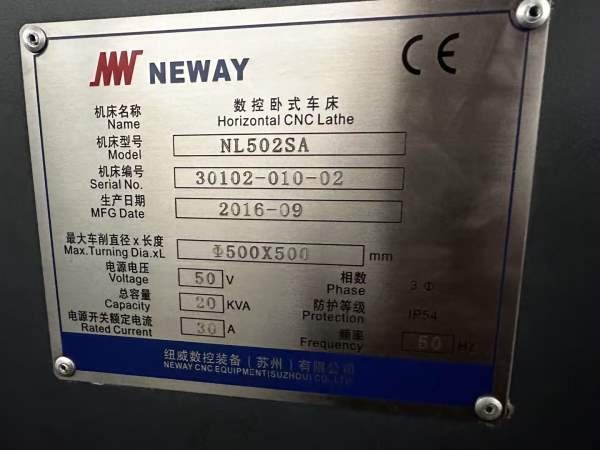 NEWAY CE
机床名称 数控卧式车床
Name Horizontal CNC Lathe
机床型号
Model NL502SA
机床编号
Serial No. 30102-010-02
生产日期
MFG Date 2016-09
最大车削直径x长度
Max.Turning Dia.xL Φ500X500 mm
电源电压 相数
Voltage 50 V Phase 3 Φ
总容量 防护等级
Capacity 20 KVA Protection IP54
电源开关额定电流 频率
Rated Current 30 A Frequency 50 Hz
纽威数控装备(苏州)有限公司
NEWAY CNC EQUIPMENT(SUZHOU)CO.,LTD.